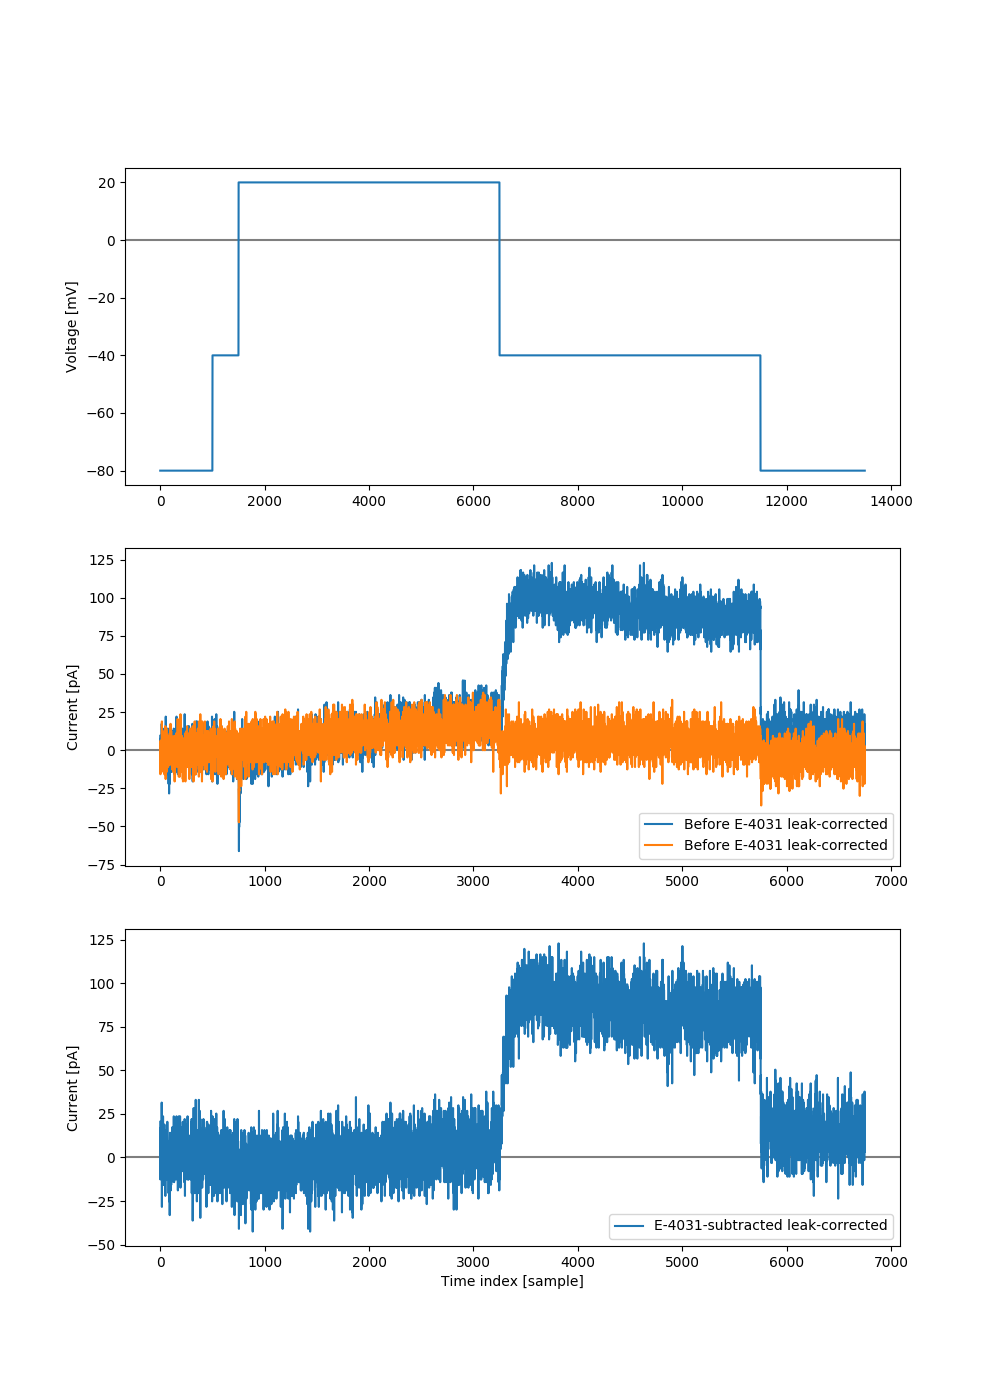 20
0
−20
−40
−60
−80
Voltage [mV]
0 2000 4000 6000 8000 10000 12000 14000
125
100
75
50
25
0
−25
−50
−75
Current [pA]
Before E-4031 leak-corrected
Before E-4031 leak-corrected
0 1000 2000 3000 4000 5000 6000 7000
125
100
75
50
25
0
−25
−50
Current [pA]
E-4031-subtracted leak-corrected
0 1000 2000 3000 4000 5000 6000 7000
Time index [sample]